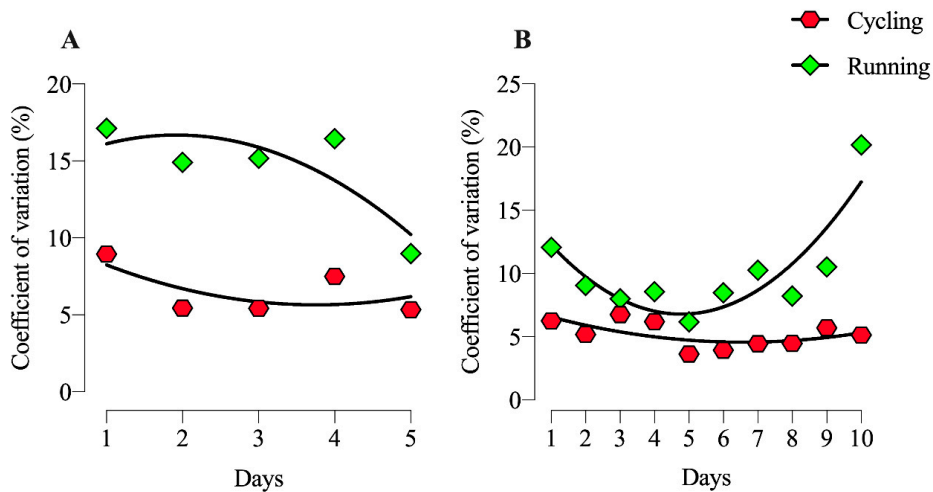 A
Coefficient of variation (%)
20
15
10
5
0
1 2 3 4 5
Days
B
Coefficient of variation (%)
25
20
15
10
5
0
1 2 3 4 5 6 7 8 9 10
Days
Cycling
Running